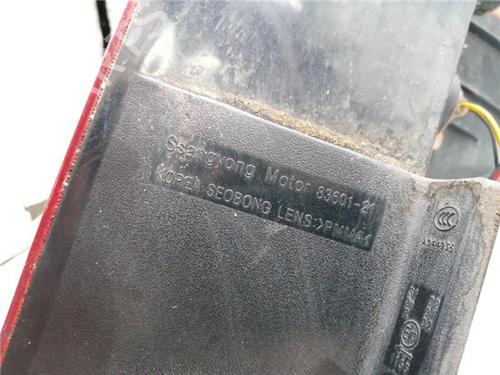 Ssangyong Motor 83601-21
KOREA SEOBONG LENS->PMMA<